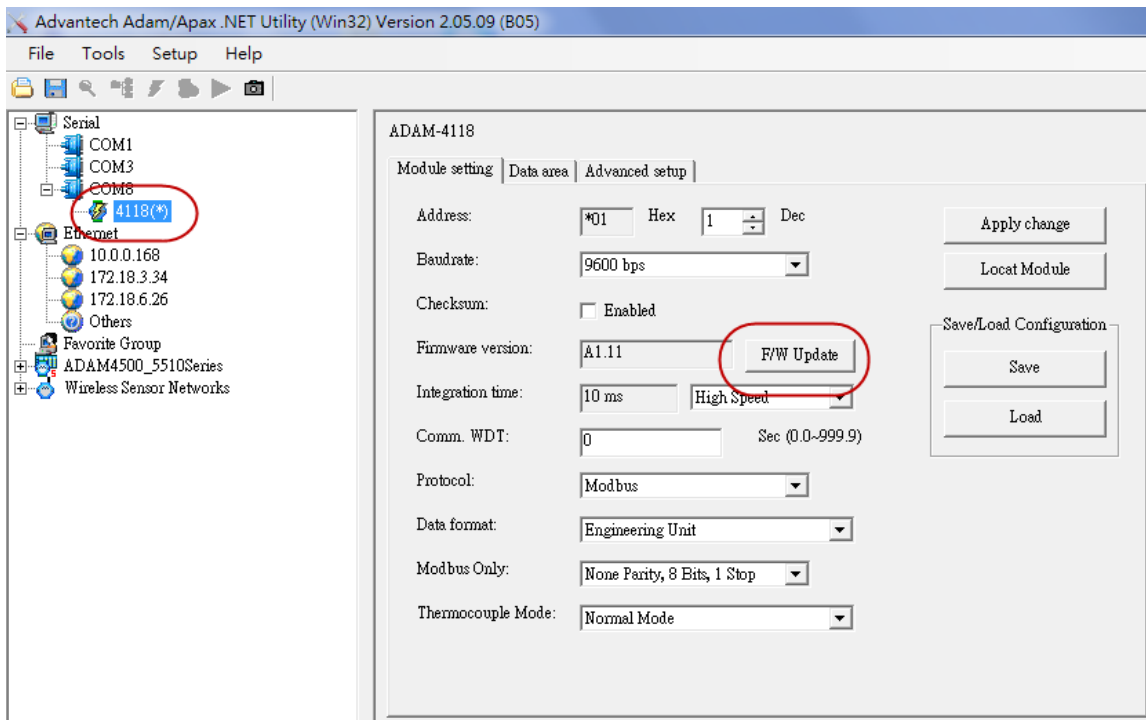 Advantech Adam/Apax .NET Utility (Win32) Version 2.05.09 (B05)
File Tools Setup Help
Serial
COM1
COM3
COM8
4118(*)
Ethernet
10.0.0.168
172.18.3.34
172.18.6.26
Others
Favorite Group
ADAM4500_5510Series
Wireless Sensor Networks
ADAM-4118
Module setting Data area Advanced setup
Address: *01 Hex 1 Dec
Baudrate: 9600 bps
Checksum: Enabled
Firmware version: A1.11 F/W Update
Integration time: 10 ms High Speed
Comm. WDT: 0 Sec (0.0~999.9)
Protocol: Modbus
Data format: Engineering Unit
Modbus Only: None Parity, 8 Bits, 1 Stop
Thermocouple Mode: Normal Mode
Apply change
Locat Module
Save/Load Configuration
Save
Load